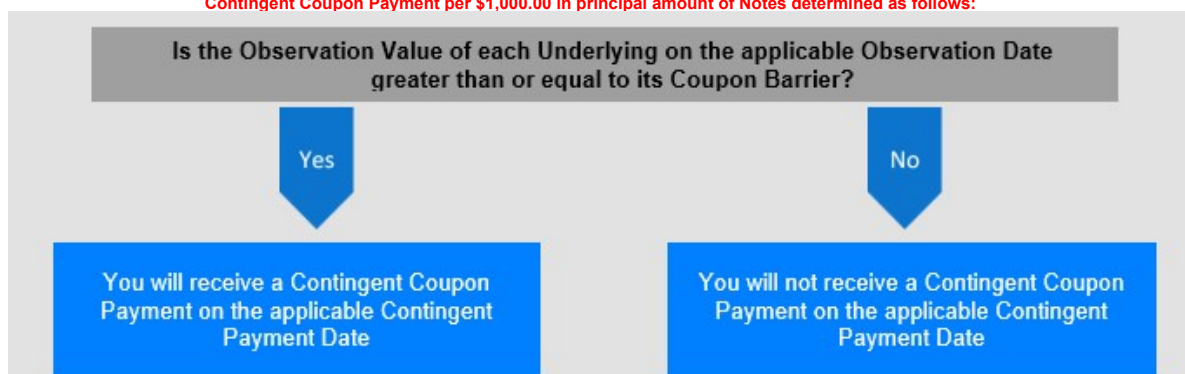 Contingent Coupon Payment per $1,000.00 in principal amount of Notes determined as follows:
Is the Observation Value of each Underlying on the applicable Observation Date
greater than or equal to its Coupon Barrier?
Yes
No
You will receive a Contingent Coupon
Payment on the applicable Contingent
Payment Date
You will not receive a Contingent Coupon
Payment on the applicable Contingent
Payment Date